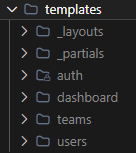 templates
_layouts
_partials
auth
dashboard
teams
users